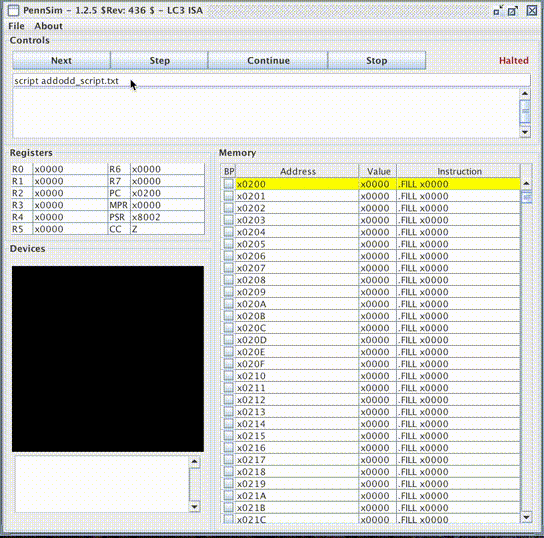 PennSim - 1.2.5 $Rev: 436 $ - LC3 ISA
File About
Controls
Next Step Continue Stop Halted
script addodd_script.txt
Registers
R0 x0000 R6 x0000
R1 x0000 R7 x0000
R2 x0000 PC x0200
R3 x0000 MPR x0000
R4 x0000 PSR x8002
R5 x0000 CC Z
Devices
Memory
BP Address Value Instruction
x0200 x0000 .FILL x0000
x0201 x0000 .FILL x0000
x0202 x0000 .FILL x0000
x0203 x0000 .FILL x0000
x0204 x0000 .FILL x0000
x0205 x0000 .FILL x0000
x0206 x0000 .FILL x0000
x0207 x0000 .FILL x0000
x0208 x0000 .FILL x0000
x0209 x0000 .FILL x0000
x020A x0000 .FILL x0000
x020B x0000 .FILL x0000
x020C x0000 .FILL x0000
x020D x0000 .FILL x0000
x020E x0000 .FILL x0000
x020F x0000 .FILL x0000
x0210 x0000 .FILL x0000
x0211 x0000 .FILL x0000
x0212 x0000 .FILL x0000
x0213 x0000 .FILL x0000
x0214 x0000 .FILL x0000
x0215 x0000 .FILL x0000
x0216 x0000 .FILL x0000
x0217 x0000 .FILL x0000
x0218 x0000 .FILL x0000
x0219 x0000 .FILL x0000
x021A x0000 .FILL x0000
x021B x0000 .FILL x0000
x021C x0000 .FILL x0000